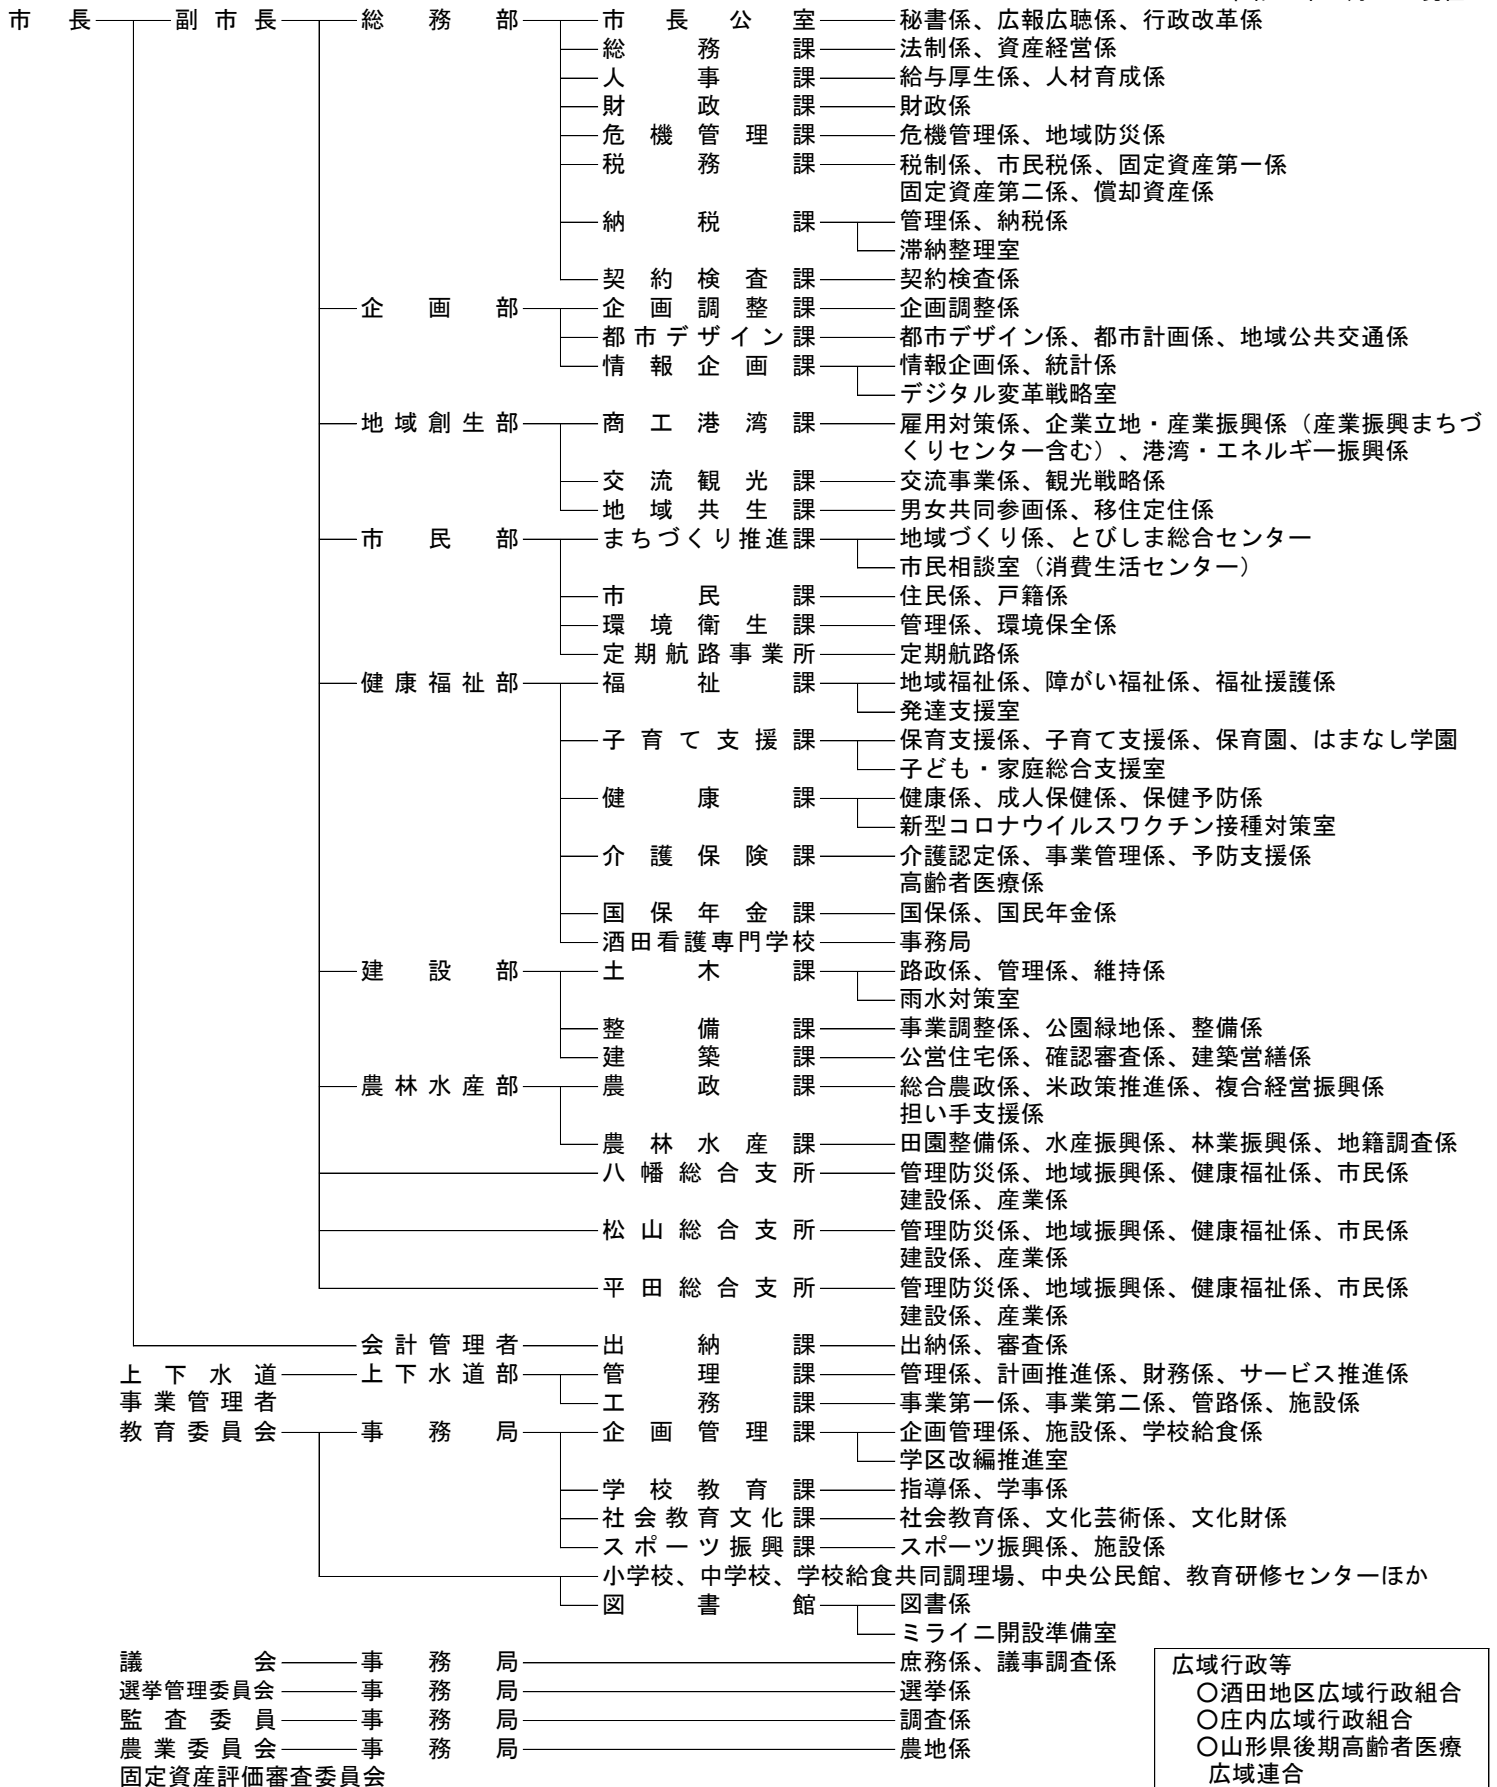 市長 副市長 総務部 市長公室 秘書係、広報広聴係、行政改革係
総務課 法制係、資産経営係
人事課 給与厚生係、人材育成係
財政課 財政係
危機管理課 危機管理係、地域防災係
税務課 税制係、市民税係、固定資産第一係
固定資産第二係、償却資産係
納税課 管理係、納税係
滞納整理室
契約検査課 契約検査係
企画部 企画調整課 企画調整係
都市デザイン課 都市デザイン係、都市計画係、地域公共交通係
情報企画課 情報企画係、統計係
デジタル変革戦略室
地域創生部 商工港湾課 雇用対策係、企業立地・産業振興係（産業振興まちづ
くりセンター含む）、港湾・エネルギー振興係
交流観光課 交流事業係、観光戦略係
地域共生課 男女共同参画係、移住定住係
市民部 まちづくり推進課 地域づくり係、とびしま総合センター
市民相談室（消費生活センター）
市民課 住民係、戸籍係
環境衛生課 管理係、環境保全係
定期航路事業所 定期航路係
健康福祉部 福祉課 地域福祉係、障がい福祉係、福祉援護係
発達支援室
子育て支援課 保育支援係、子育て支援係、保育園、はまなし学園
子ども・家庭総合支援室
健康課 健康係、成人保健係、保健予防係
新型コロナウイルスワクチン接種対策室
介護保険課 介護認定係、事業管理係、予防支援係
高齢者医療係
国保年金課 国保係、国民年金係
酒田看護専門学校 事務局
建設部 土木課 路政係、管理係、維持係
雨水対策室
整備課 事業調整係、公園緑地係、整備係
建築課 公営住宅係、確認審査係、建築営繕係
農林水産部 農政課 総合農政係、米政策推進係、複合経営振興係
担い手支援係
農林水産課 田園整備係、水産振興係、林業振興係、地籍調査係
八幡総合支所 管理防災係、地域振興係、健康福祉係、市民係
建設係、産業係
松山総合支所 管理防災係、地域振興係、健康福祉係、市民係
建設係、産業係
平田総合支所 管理防災係、地域振興係、健康福祉係、市民係
建設係、産業係
会計管理者 出納課 出納係、審査係
上下水道 上下水道部 管理課 管理係、計画推進係、財務係、サービス推進係
事業管理者 工務課 事業第一係、事業第二係、管路係、施設係
教育委員会 事務局 企画管理課 企画管理係、施設係、学校給食係
学区改編推進室
学校教育課 指導係、学事係
社会教育文化課 社会教育係、文化芸術係、文化財係
スポーツ振興課 スポーツ振興係、施設係
小学校、中学校、学校給食共同調理場、中央公民館、教育研修センターほか
図書館 図書係
ミライニ開設準備室
議会 事務局 庶務係、議事調査係
選挙管理委員会 事務局 選挙係
監査委員 事務局 調査係
農業委員会 事務局 農地係
固定資産評価審査委員会
広域行政等
○酒田地区広域行政組合
○庄内広域行政組合
○山形県後期高齢者医療
広域連合